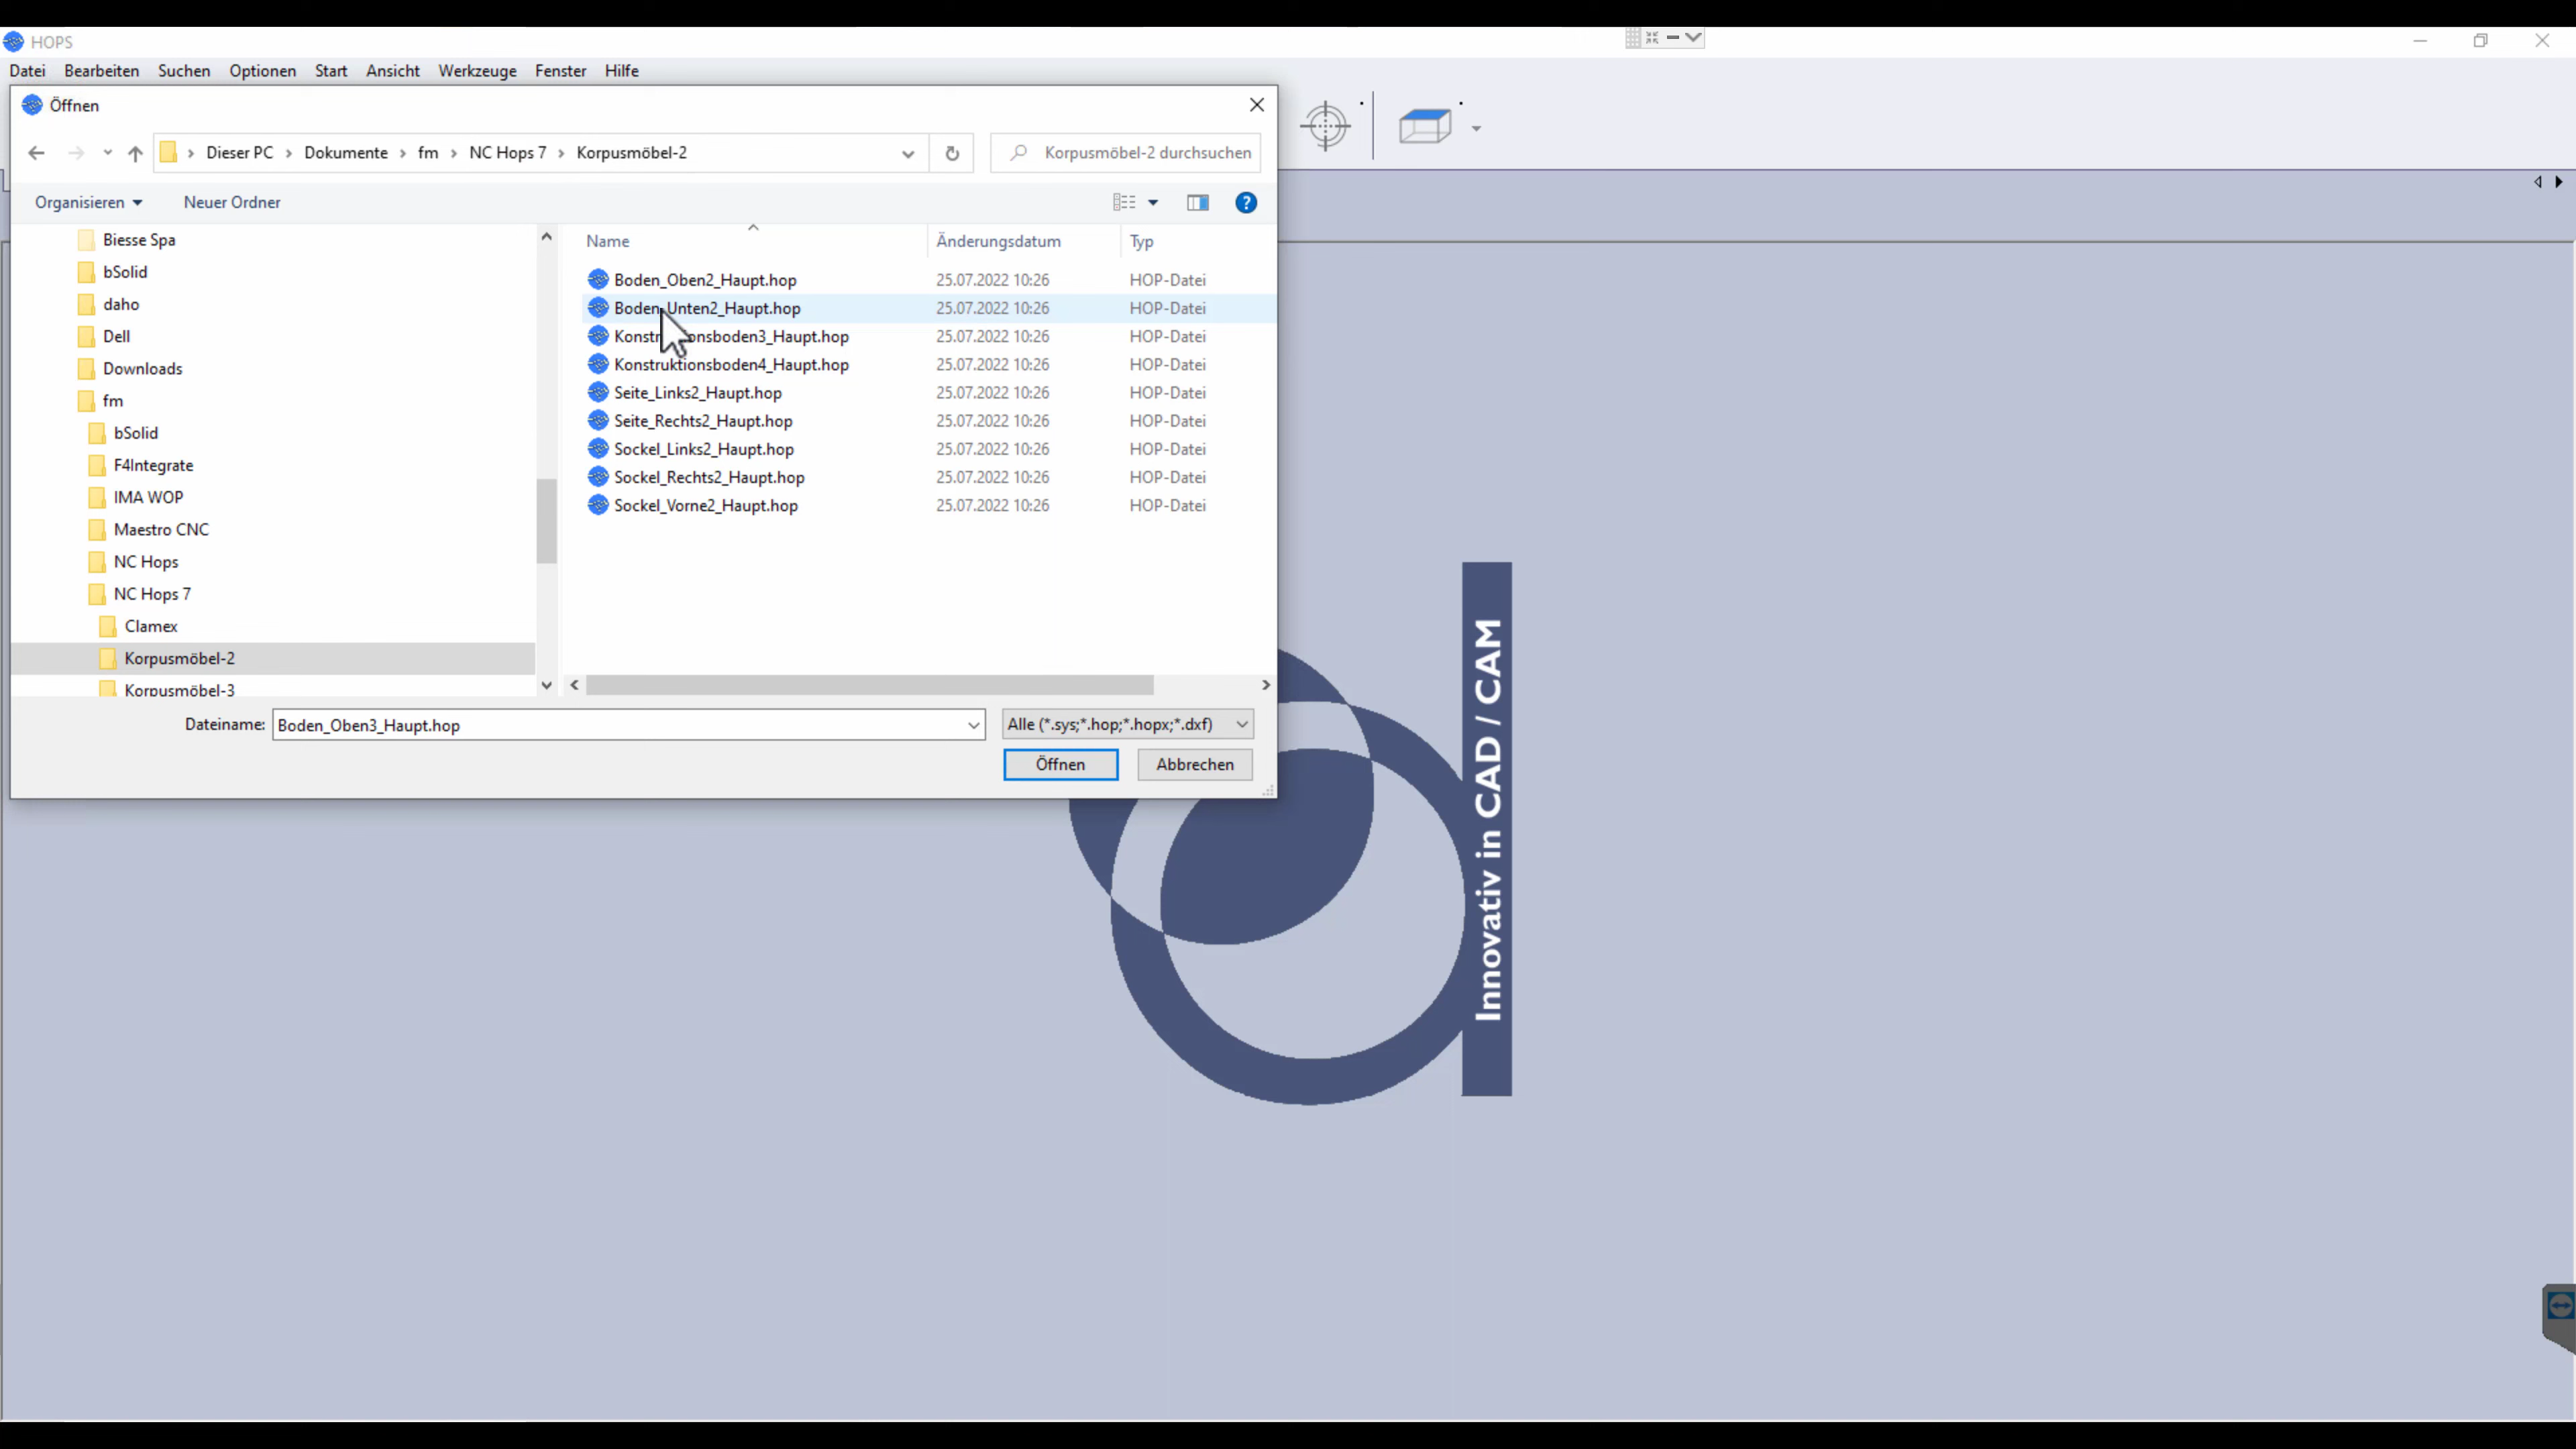 HOPS
Datei Bearbeiten Suchen Optionen Start Ansicht Werkzeuge Fenster Hilfe
Öffnen
Dieser PC › Dokumente › fm › NC Hops 7 › Korpusmöbel-2
Korpusmöbel-2 durchsuchen
Organisieren Neuer Ordner
Biesse Spa
bSolid
daho
Dell
Downloads
fm
bSolid
F4Integrate
IMA WOP
Maestro CNC
NC Hops
NC Hops 7
Clamex
Korpusmöbel-2
Korpusmöbel-3
Name Änderungsdatum Typ
Boden_Oben2_Haupt.hop 25.07.2022 10:26 HOP-Datei
Boden_Unten2_Haupt.hop 25.07.2022 10:26 HOP-Datei
Konstruktionsboden3_Haupt.hop 25.07.2022 10:26 HOP-Datei
Konstruktionsboden4_Haupt.hop 25.07.2022 10:26 HOP-Datei
Seite_Links2_Haupt.hop 25.07.2022 10:26 HOP-Datei
Seite_Rechts2_Haupt.hop 25.07.2022 10:26 HOP-Datei
Sockel_Links2_Haupt.hop 25.07.2022 10:26 HOP-Datei
Sockel_Rechts2_Haupt.hop 25.07.2022 10:26 HOP-Datei
Sockel_Vorne2_Haupt.hop 25.07.2022 10:26 HOP-Datei
Dateiname: Boden_Oben3_Haupt.hop Alle (*.sys;*.hop;*.hopx;*.dxf)
Öffnen Abbrechen
Innovativ in CAD / CAM